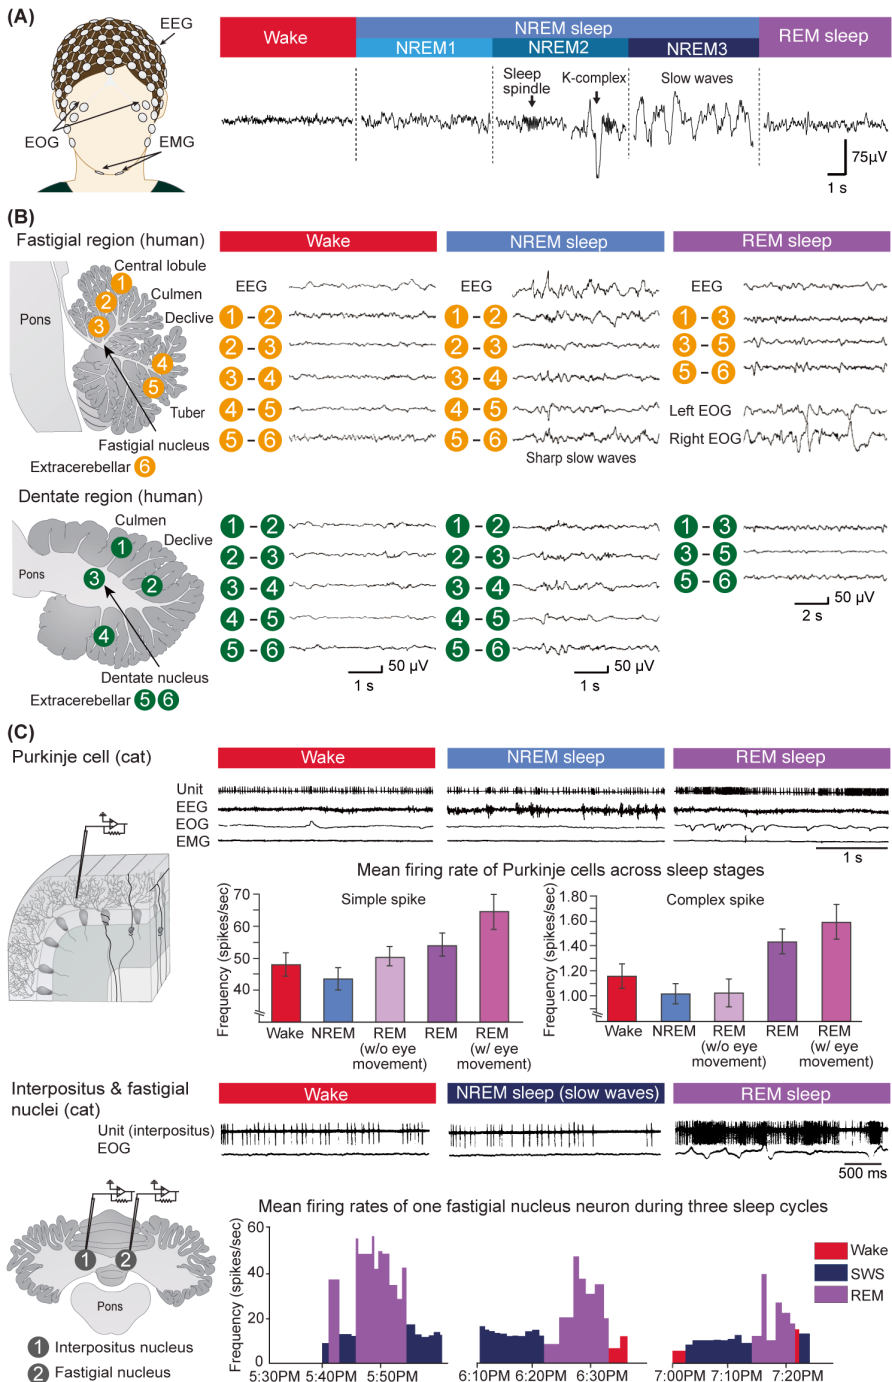 (A)
EEG
EOG
EMG
Wake
NREM sleep
NREM1
NREM2
NREM3
REM sleep
Sleep
spindle
K-complex
Slow waves
75µV
1 s
(B)
Fastigial region (human)
Central lobule
Culmen
Declive
Pons
Tuber
Fastigial nucleus
Extracerebellar 6
1
2
3
4
5
Wake
EEG
1 - 2
2 - 3
3 - 4
4 - 5
5 - 6
NREM sleep
EEG
1 - 2
2 - 3
3 - 4
4 - 5
5 - 6
Sharp slow waves
REM sleep
EEG
1 - 3
3 - 5
5 - 6
Left EOG
Right EOG
Dentate region (human)
Culmen
Declive
Pons
1
2
3
4
Dentate nucleus
Extracerebellar 5 6
1 - 2
2 - 3
3 - 4
4 - 5
5 - 6
50 µV
1 s
1 - 2
2 - 3
3 - 4
4 - 5
5 - 6
50 µV
1 s
1 - 3
3 - 5
5 - 6
50 µV
2 s
(C)
Purkinje cell (cat)
Wake
NREM sleep
REM sleep
Unit
EEG
EOG
EMG
1 s
Mean firing rate of Purkinje cells across sleep stages
Simple spike
Frequency (spikes/sec)
70
60
50
40
Wake
NREM
REM
(w/o eye
movement)
REM
REM
(w/ eye
movement)
Complex spike
Frequency (spikes/sec)
1.80
1.60
1.40
1.20
1.00
Wake
NREM
REM
(w/o eye
movement)
REM
REM
(w/ eye
movement)
Interpositus & fastigial
nuclei (cat)
Wake
NREM sleep (slow waves)
REM sleep
Unit (interpositus)
EOG
500 ms
1
2
Pons
1 Interpositus nucleus
2 Fastigial nucleus
Mean firing rates of one fastigial nucleus neuron during three sleep cycles
Frequency (spikes/sec)
60
40
20
0
5:30PM
5:40PM
5:50PM
6:10PM
6:20PM
6:30PM
7:00PM
7:10PM
7:20PM
Wake
SWS
REM